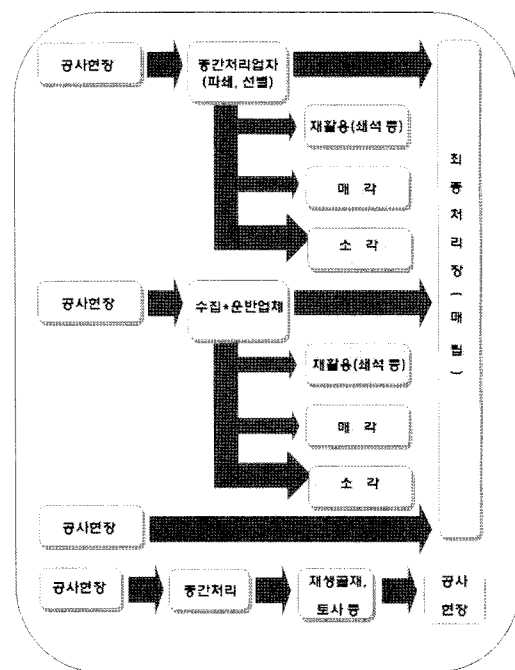 공사현장
중간처리업자
(파쇄, 선별)
재활용(쇄석 등)
매 각
소 각
공사현장
수집*운반업체
재활용(쇄석 등)
매 각
소 각
공사현장
최종처리장(매립)
공사현장
중간처리
재생골재,
토사 등
공사
현장